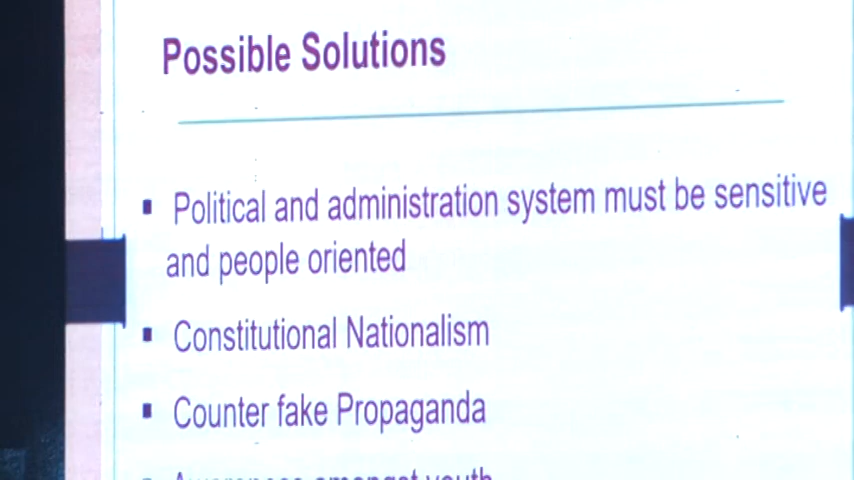 Possible Solutions
▪ Political and administration system must be sensitive
and people oriented
▪ Constitutional Nationalism
▪ Counter fake Propaganda
▪ Awareness amongst youth